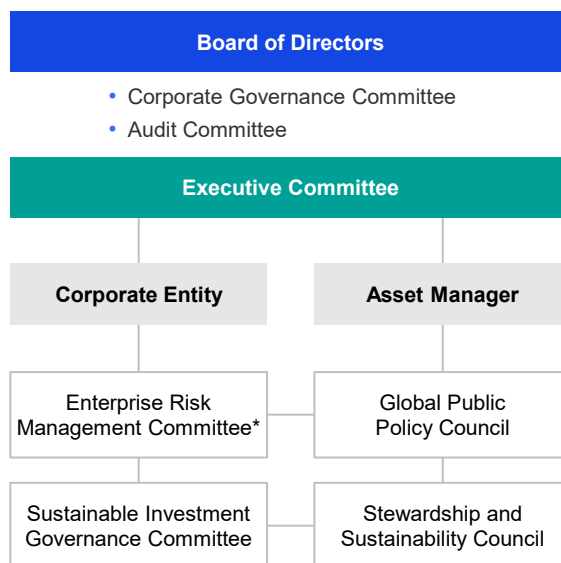 Board of Directors
• Corporate Governance Committee
• Audit Committee
Executive Committee
Corporate Entity
Asset Manager
Enterprise Risk
Management Committee*
Global Public
Policy Council
Sustainable Investment
Governance Committee
Stewardship and
Sustainability Council